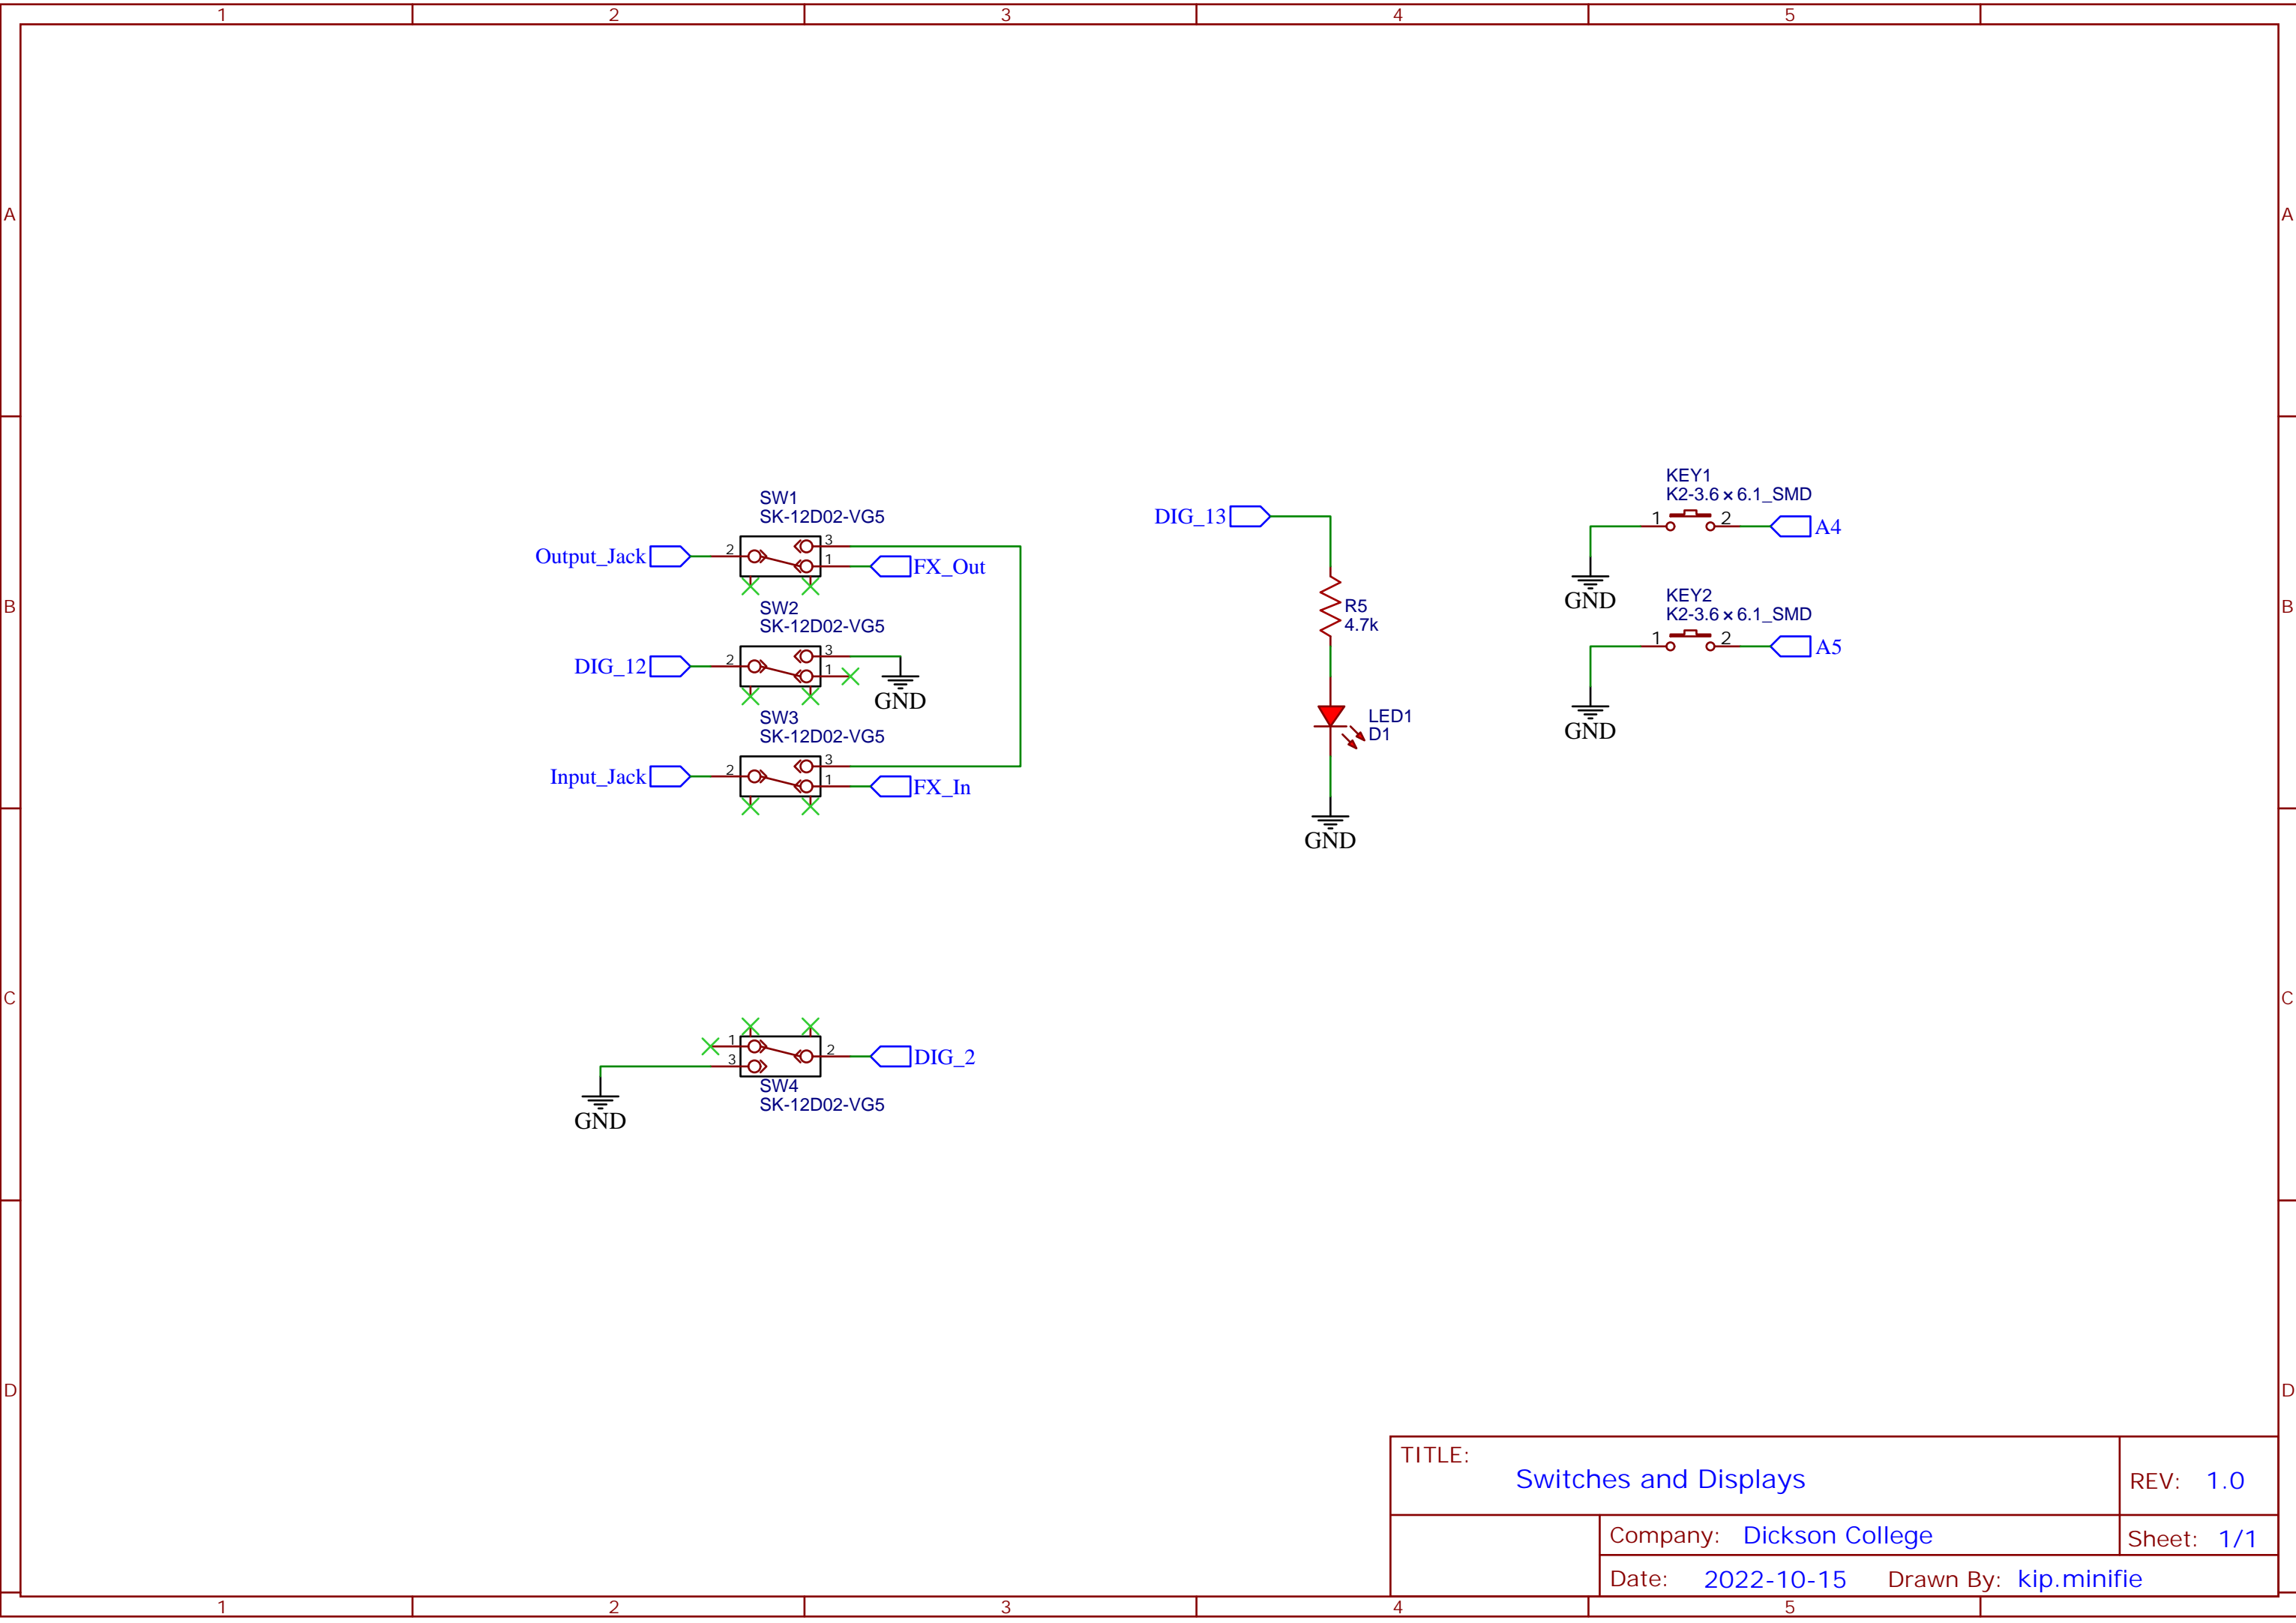 1 2 3 4 5
A A
B B
C C
D D
SW1
SK-12D02-VG5
Output_Jack 2 3 1 FX_Out
SW2
SK-12D02-VG5
DIG_12 2 3 1
GND
SW3
SK-12D02-VG5
Input_Jack 2 3 1 FX_In
DIG_13
R5
4.7k
LED1
D1
GND
KEY1
K2-3.6×6.1_SMD
1 2 A4
GND
KEY2
K2-3.6×6.1_SMD
1 2 A5
GND
1 3 2 DIG_2
SW4
SK-12D02-VG5
GND
TITLE:
Switches and Displays
REV: 1.0
Company: Dickson College
Sheet: 1/1
Date: 2022-10-15 Drawn By: kip.minifie
1 2 3 4 5